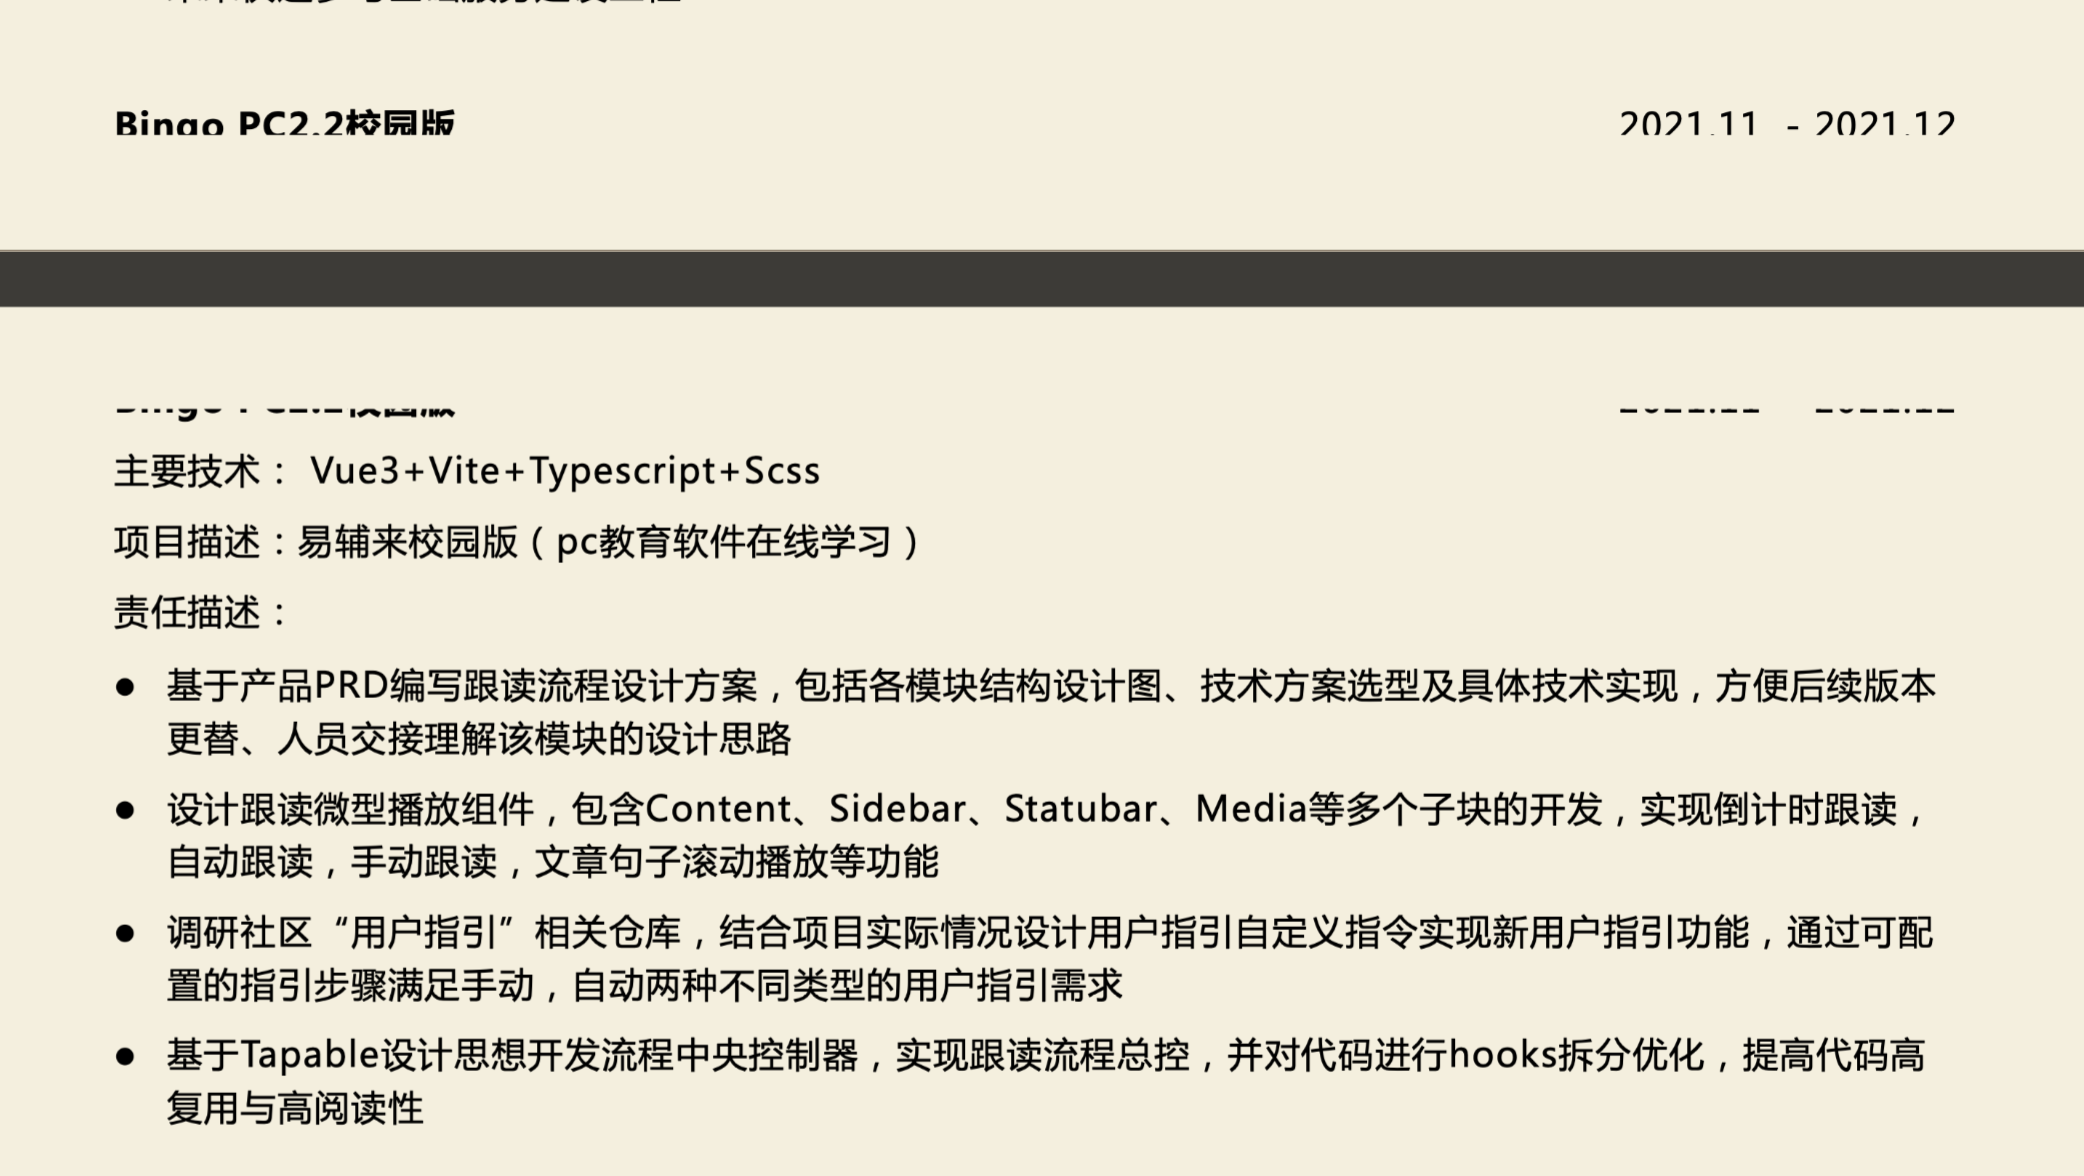 Bingo PC2.2校园版 2021.11 - 2021.12
Bingo PC2.2校园版 2021.11 - 2021.12
主要技术： Vue3+Vite+Typescript+Scss
项目描述：易辅来校园版（pc教育软件在线学习）
责任描述：
● 基于产品PRD编写跟读流程设计方案，包括各模块结构设计图、技术方案选型及具体技术实现，方便后续版本
更替、人员交接理解该模块的设计思路
● 设计跟读微型播放组件，包含Content、Sidebar、Statubar、Media等多个子块的开发，实现倒计时跟读，
自动跟读，手动跟读，文章句子滚动播放等功能
● 调研社区“用户指引”相关仓库，结合项目实际情况设计用户指引自定义指令实现新用户指引功能，通过可配
置的指引步骤满足手动，自动两种不同类型的用户指引需求
● 基于Tapable设计思想开发流程中央控制器，实现跟读流程总控，并对代码进行hooks拆分优化，提高代码高
复用与高阅读性